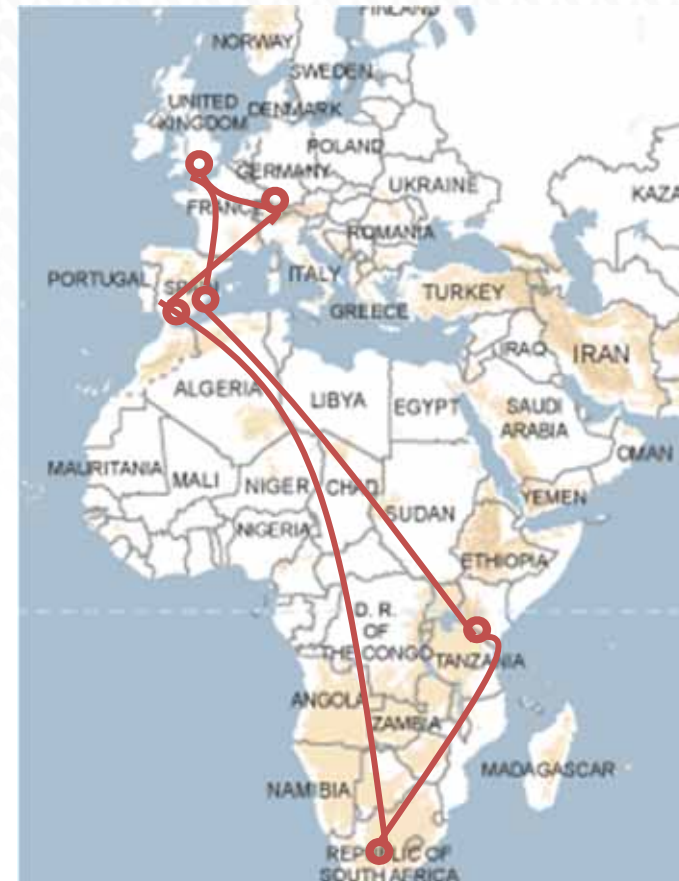 FINLAND
NORWAY
SWEDEN
UNITED
KINGDOM
DENMARK
POLAND
GERMANY
UKRAINE
KAZA
FRANCE
ROMANIA
PORTUGAL
ITALY
TURKEY
GREECE
IRAQ
IRAN
ALGERIA
LIBYA
EGYPT
SAUDI
ARABIA
OMAN
MAURITANIA
MALI
NIGER
CHAD
YEMEN
SUDAN
NIGERIA
ETHIOPIA
D. R.
OF
THE CONGO
TANZANIA
ANGOLA
ZAMBIA
MADAGASCAR
NAMIBIA
OF
SOUTH AFRICA